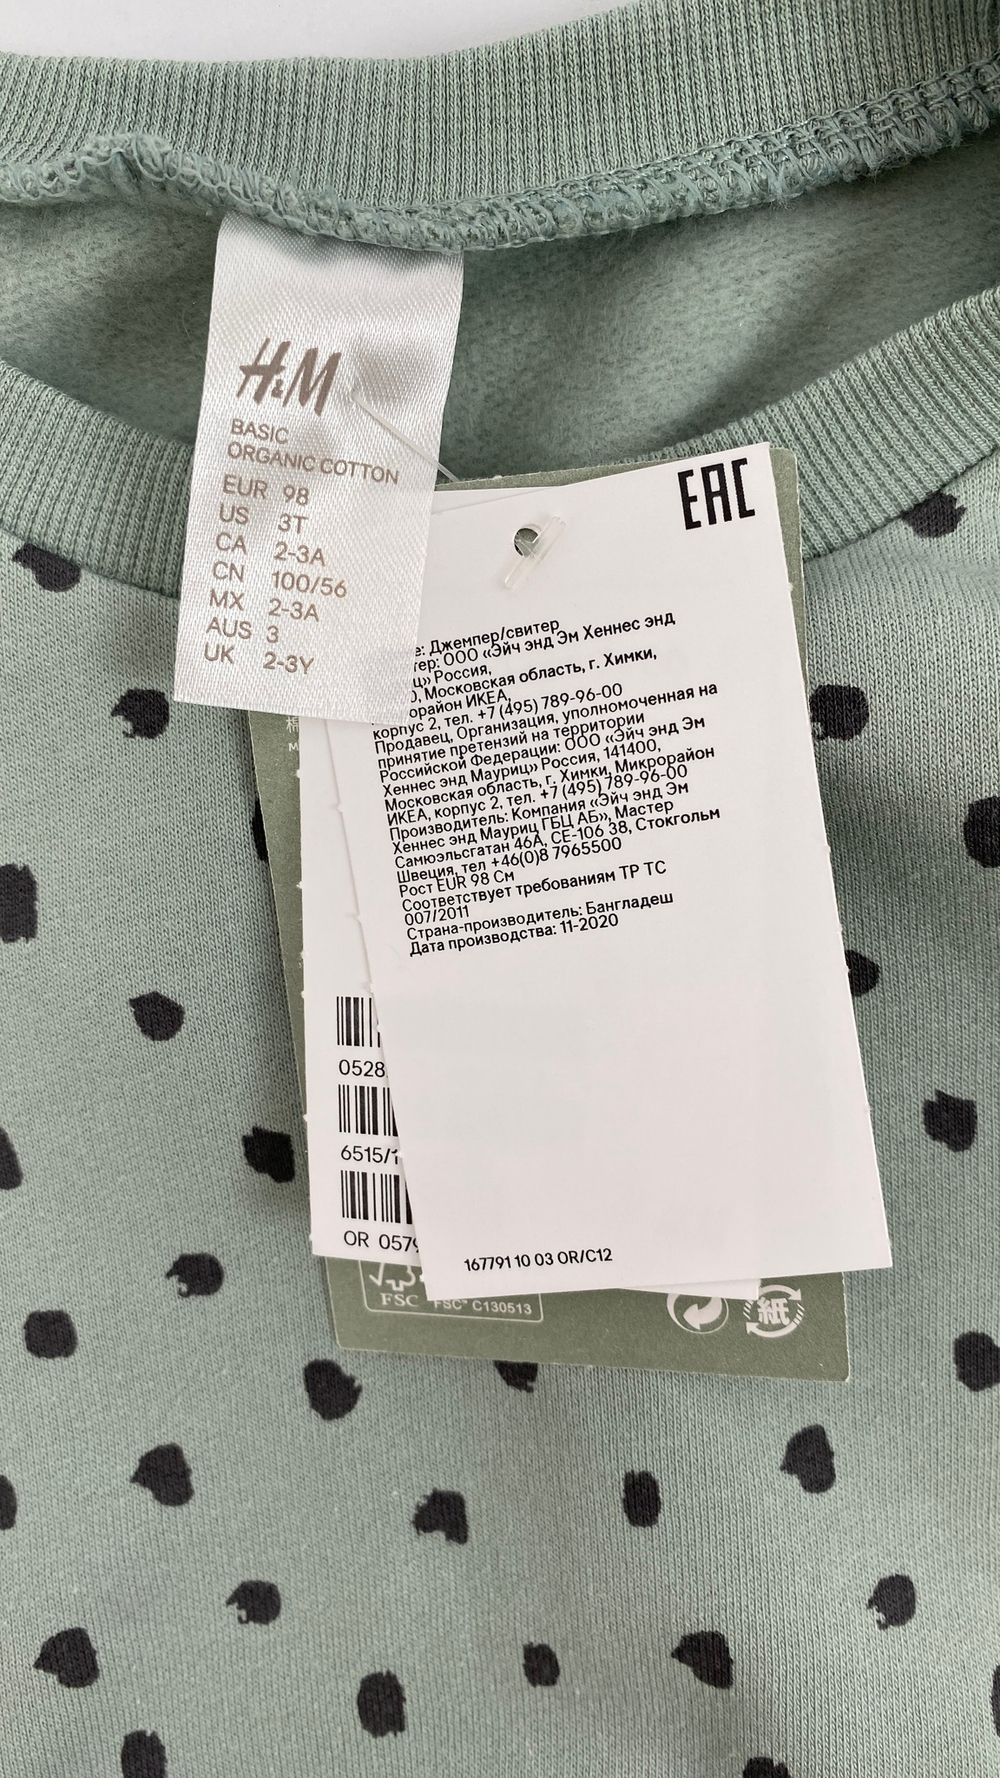 H&M
BASIC
ORGANIC COTTON
EUR 98
US 3T
CA 2-3A
CN 100/56
MX 2-3A
AUS 3
UK 2-3Y
EAC
е: Джемпер/свитер
тер: ООО «Эйч энд Эм Хеннес энд
ц» Россия,
0, Московская область, г. Химки,
орайон ИКЕА,
корпус 2, тел. +7 (495) 789-96-00
Продавец, Организация, уполномоченная на
принятие претензий на территории
Российской Федерации: ООО «Эйч энд Эм
Хеннес энд Мауриц» Россия, 141400,
Московская область, г. Химки, Микрорайон
ИКЕА, корпус 2, тел. +7 (495) 789-96-00
Производитель: Компания «Эйч энд Эм
Хеннес энд Мауриц ГБЦ АБ», Мастер
Самюэльсгатан 46А, СЕ-106 38, Стокгольм
Швеция, тел +46(0)8 7965500
Рост EUR 98 См
Соответствует требованиям ТР ТС
007/2011
Страна-производитель: Бангладеш
Дата производства: 11-2020
0528
6515/1
OR 0579
167791 10 03 OR/C12
FSC FSC® C130513
紙